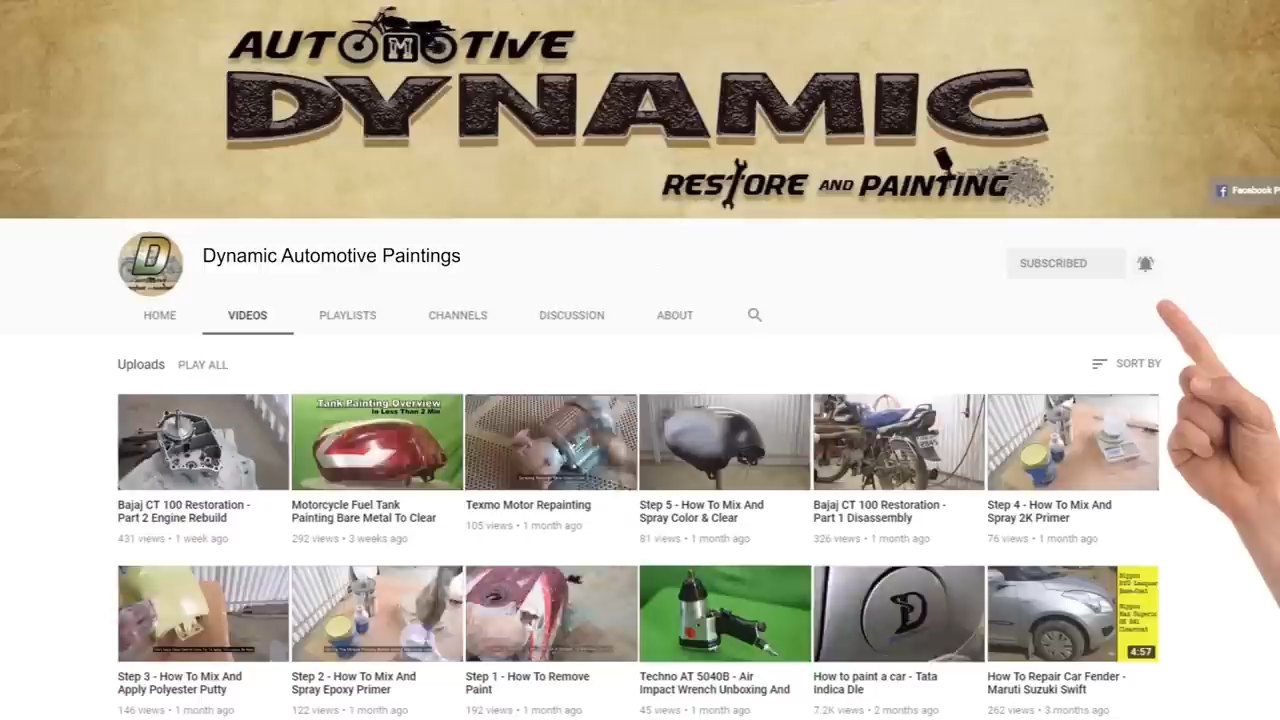 AUTOMOTIVE
DYNAMIC
RESTORE AND PAINTING
Facebook P
Dynamic Automotive Paintings
SUBSCRIBED
HOME VIDEOS PLAYLISTS CHANNELS DISCUSSION ABOUT
Uploads PLAY ALL
SORT BY
Tank Painting Overview
In Less Than 2 Min
Bajaj CT 100 Restoration -
Part 2 Engine Rebuild
431 views • 1 week ago
Motorcycle Fuel Tank
Painting Bare Metal To Clear
292 views • 3 weeks ago
Texmo Motor Repainting
105 views • 1 month ago
Step 5 - How To Mix And
Spray Color & Clear
81 views • 1 month ago
Bajaj CT 100 Restoration -
Part 1 Disassembly
326 views • 1 month ago
Step 4 - How To Mix And
Spray 2K Primer
76 views • 1 month ago
Nippon
Base-Coat
Nippon
Clearcoat
4:57
Step 3 - How To Mix And
Apply Polyester Putty
146 views • 1 month ago
Step 2 - How To Mix And
Spray Epoxy Primer
122 views • 1 month ago
Step 1 - How To Remove
Paint
192 views • 1 month ago
Techno AT 5040B - Air
Impact Wrench Unboxing And
45 views • 1 month ago
How to paint a car - Tata
Indica Dle
7.2K views • 2 months ago
How To Repair Car Fender -
Maruti Suzuki Swift
262 views • 3 months ago